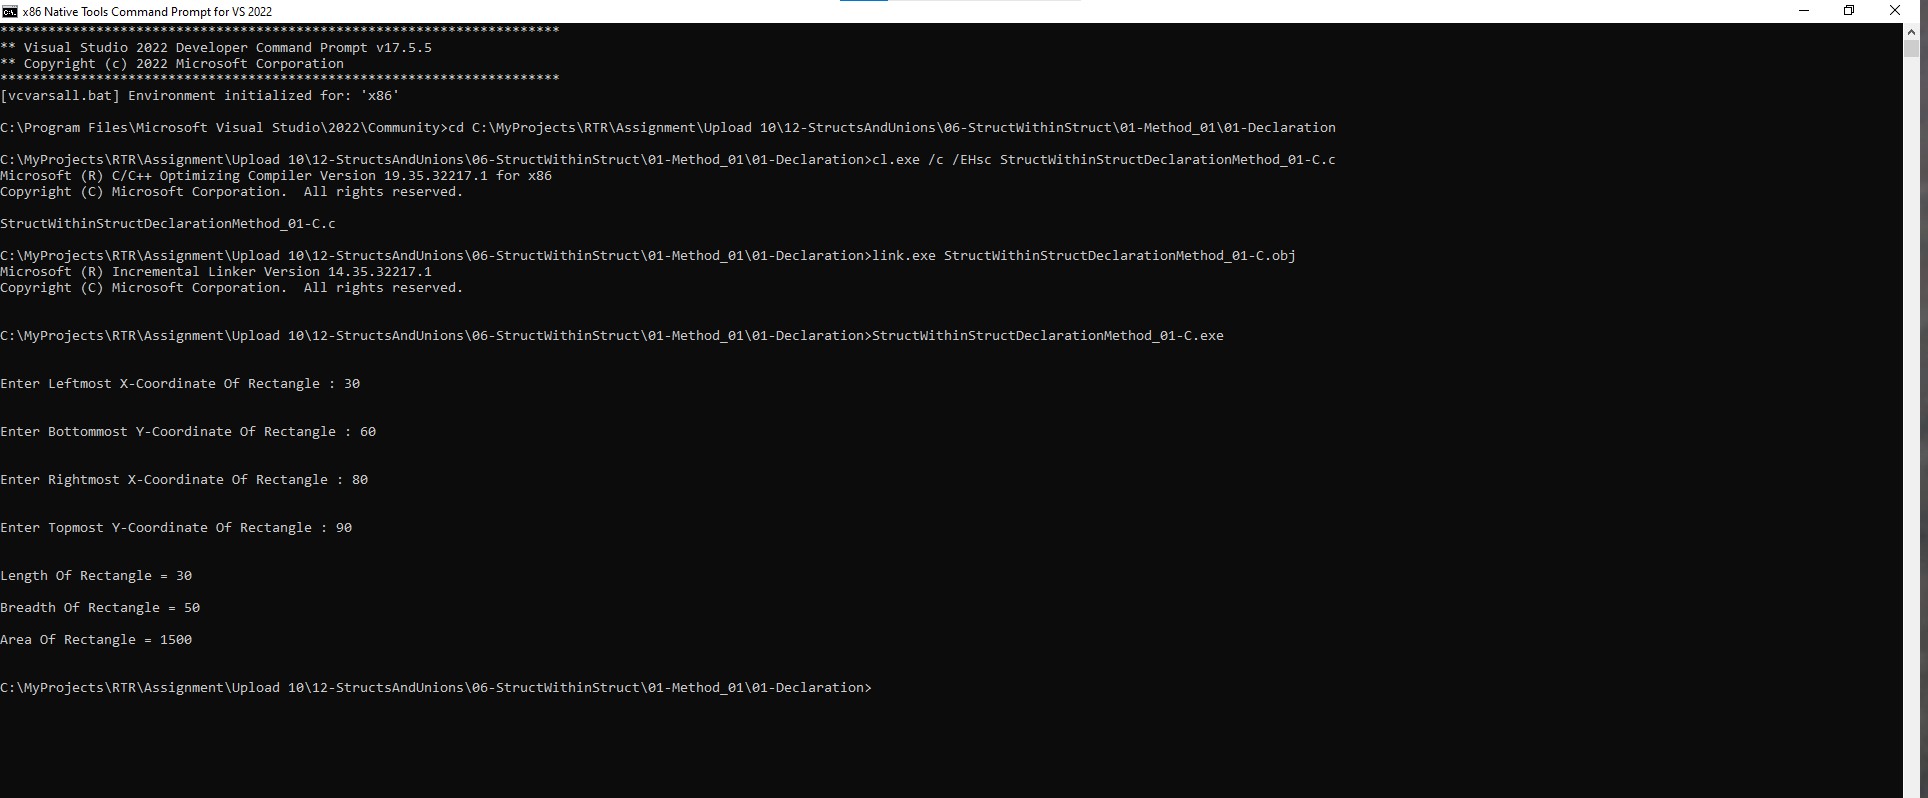 x86 Native Tools Command Prompt for VS 2022
**********************************************************************
** Visual Studio 2022 Developer Command Prompt v17.5.5
** Copyright (c) 2022 Microsoft Corporation
**********************************************************************
[vcvarsall.bat] Environment initialized for: 'x86'
C:\Program Files\Microsoft Visual Studio\2022\Community>cd C:\MyProjects\RTR\Assignment\Upload 10\12-StructsAndUnions\06-StructWithinStruct\01-Method_01\01-Declaration
C:\MyProjects\RTR\Assignment\Upload 10\12-StructsAndUnions\06-StructWithinStruct\01-Method_01\01-Declaration>cl.exe /c /EHsc StructWithinStructDeclarationMethod_01-C.c
Microsoft (R) C/C++ Optimizing Compiler Version 19.35.32217.1 for x86
Copyright (C) Microsoft Corporation.  All rights reserved.
StructWithinStructDeclarationMethod_01-C.c
C:\MyProjects\RTR\Assignment\Upload 10\12-StructsAndUnions\06-StructWithinStruct\01-Method_01\01-Declaration>link.exe StructWithinStructDeclarationMethod_01-C.obj
Microsoft (R) Incremental Linker Version 14.35.32217.1
Copyright (C) Microsoft Corporation.  All rights reserved.
C:\MyProjects\RTR\Assignment\Upload 10\12-StructsAndUnions\06-StructWithinStruct\01-Method_01\01-Declaration>StructWithinStructDeclarationMethod_01-C.exe
Enter Leftmost X-Coordinate Of Rectangle : 30
Enter Bottommost Y-Coordinate Of Rectangle : 60
Enter Rightmost X-Coordinate Of Rectangle : 80
Enter Topmost Y-Coordinate Of Rectangle : 90
Length Of Rectangle = 30
Breadth Of Rectangle = 50
Area Of Rectangle = 1500
C:\MyProjects\RTR\Assignment\Upload 10\12-StructsAndUnions\06-StructWithinStruct\01-Method_01\01-Declaration>